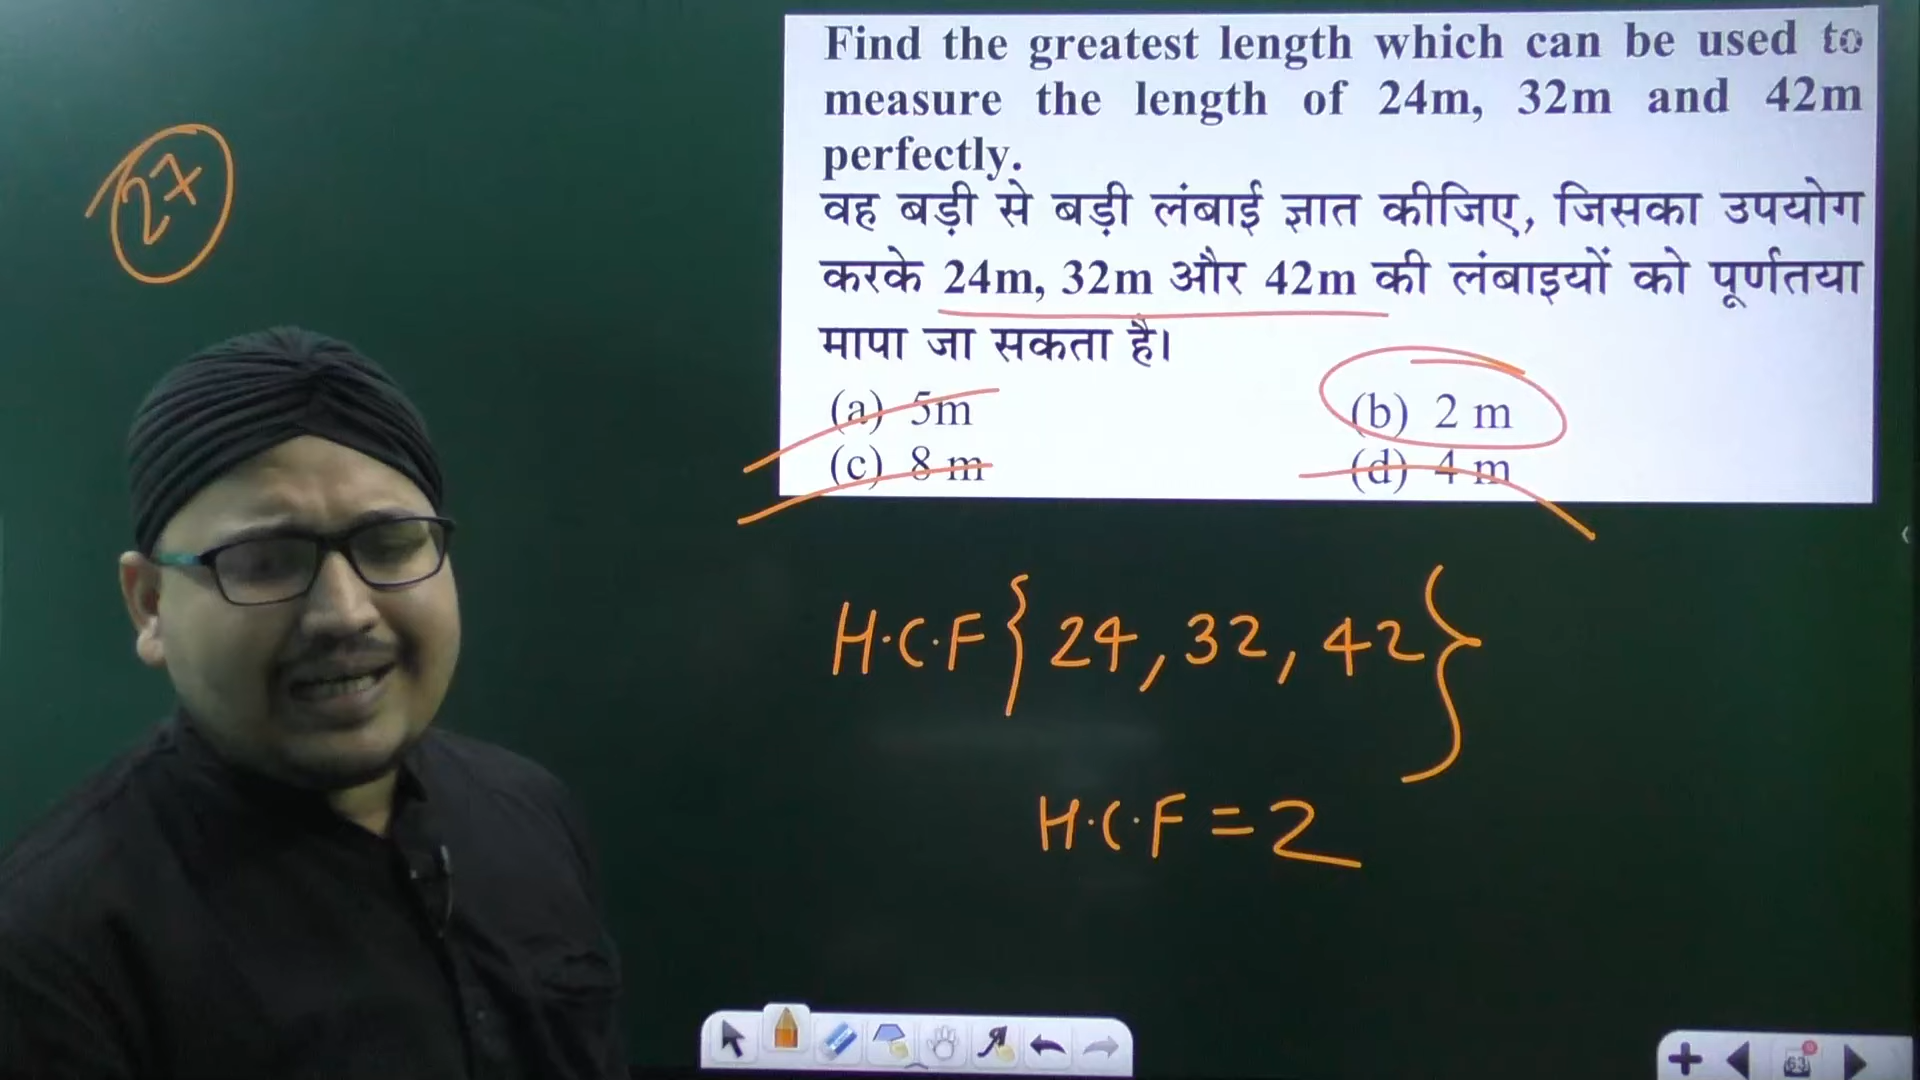 27
Find the greatest length which can be used to
measure the length of 24m, 32m and 42m
perfectly.
वह बड़ी से बड़ी लंबाई ज्ञात कीजिए, जिसका उपयोग
करके 24m, 32m और 42m की लंबाइयों को पूर्णतया
मापा जा सकता है।
(a) 5m (b) 2 m
(c) 8 m (d) 4 m
H.C.F { 24, 32, 42 }
H.C.F = 2
63